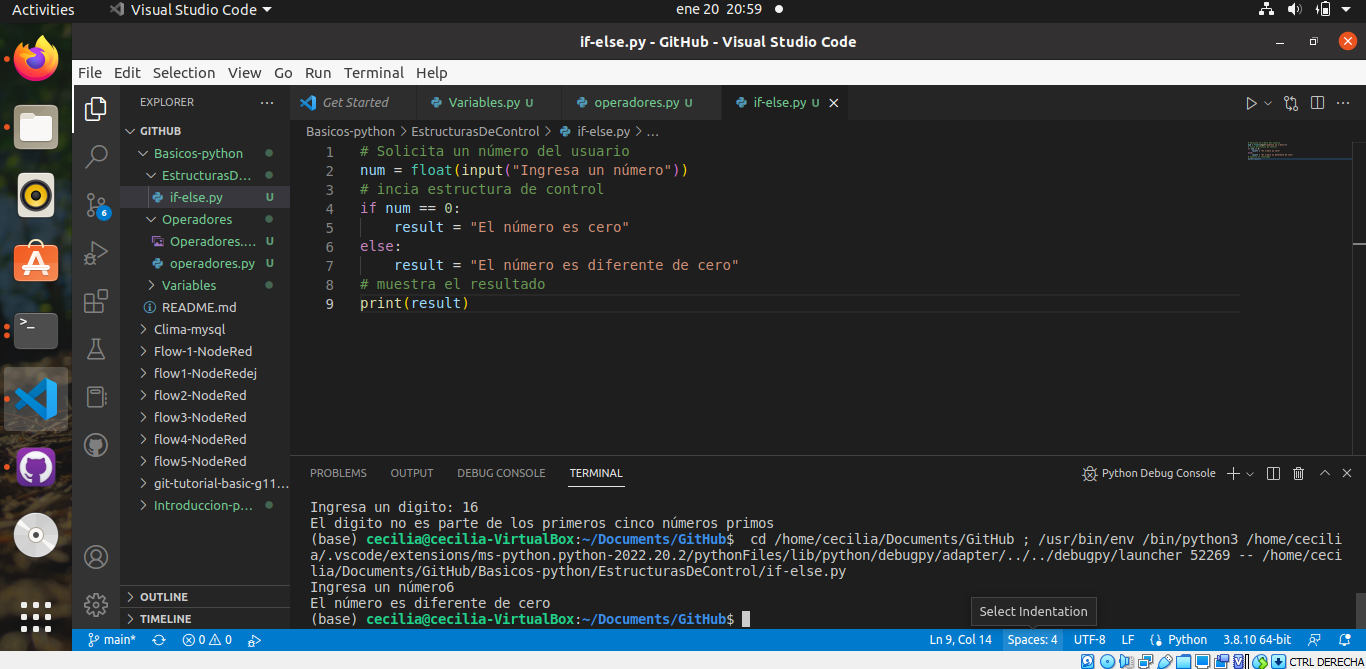 Activities Visual Studio Code ene 20 20:59
if-else.py - GitHub - Visual Studio Code
File Edit Selection View Go Run Terminal Help
EXPLORER ...
GITHUB
Basicos-python
EstructurasD...
if-else.py U
Operadores
Operadores.... U
operadores.py U
Variables
README.md
Clima-mysql
Flow-1-NodeRed
flow1-NodeRedej
flow2-NodeRed
flow3-NodeRed
flow4-NodeRed
flow5-NodeRed
git-tutorial-basic-g11...
Introduccion-p...
OUTLINE
TIMELINE
6
Get Started Variables.py U operadores.py U if-else.py U
Basicos-python > EstructurasDeControl > if-else.py > ...
1 # Solicita un número del usuario
2 num = float(input("Ingresa un número"))
3 # incia estructura de control
4 if num == 0:
5 result = "El número es cero"
6 else:
7 result = "El número es diferente de cero"
8 # muestra el resultado
9 print(result)
PROBLEMS OUTPUT DEBUG CONSOLE TERMINAL Python Debug Console
Ingresa un digito: 16
El digito no es parte de los primeros cinco números primos
(base) cecilia@cecilia-VirtualBox:~/Documents/GitHub$ cd /home/cecilia/Documents/GitHub ; /usr/bin/env /bin/python3 /home/cecili
a/.vscode/extensions/ms-python.python-2022.20.2/pythonFiles/lib/python/debugpy/adapter/../../debugpy/launcher 52269 -- /home/cec
ilia/Documents/GitHub/Basicos-python/EstructurasDeControl/if-else.py
Ingresa un número6
El número es diferente de cero
(base) cecilia@cecilia-VirtualBox:~/Documents/GitHub$
Select Indentation
main* 0 0 Ln 9, Col 14 Spaces: 4 UTF-8 LF Python 3.8.10 64-bit
CTRL DERECHA